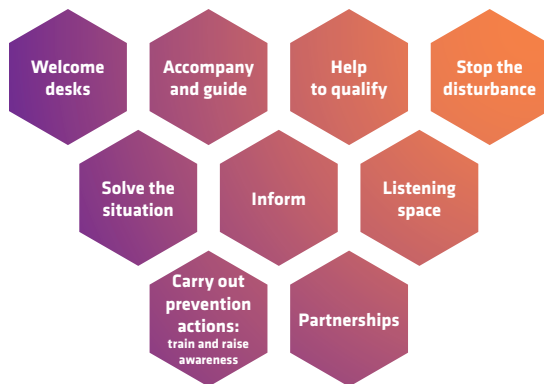 Welcome
desks
Accompany
and guide
Help
to qualify
Stop the
disturbance
Solve the
situation
Inform
Listening
space
Carry out
prevention
actions:
train and raise
awareness
Partnerships